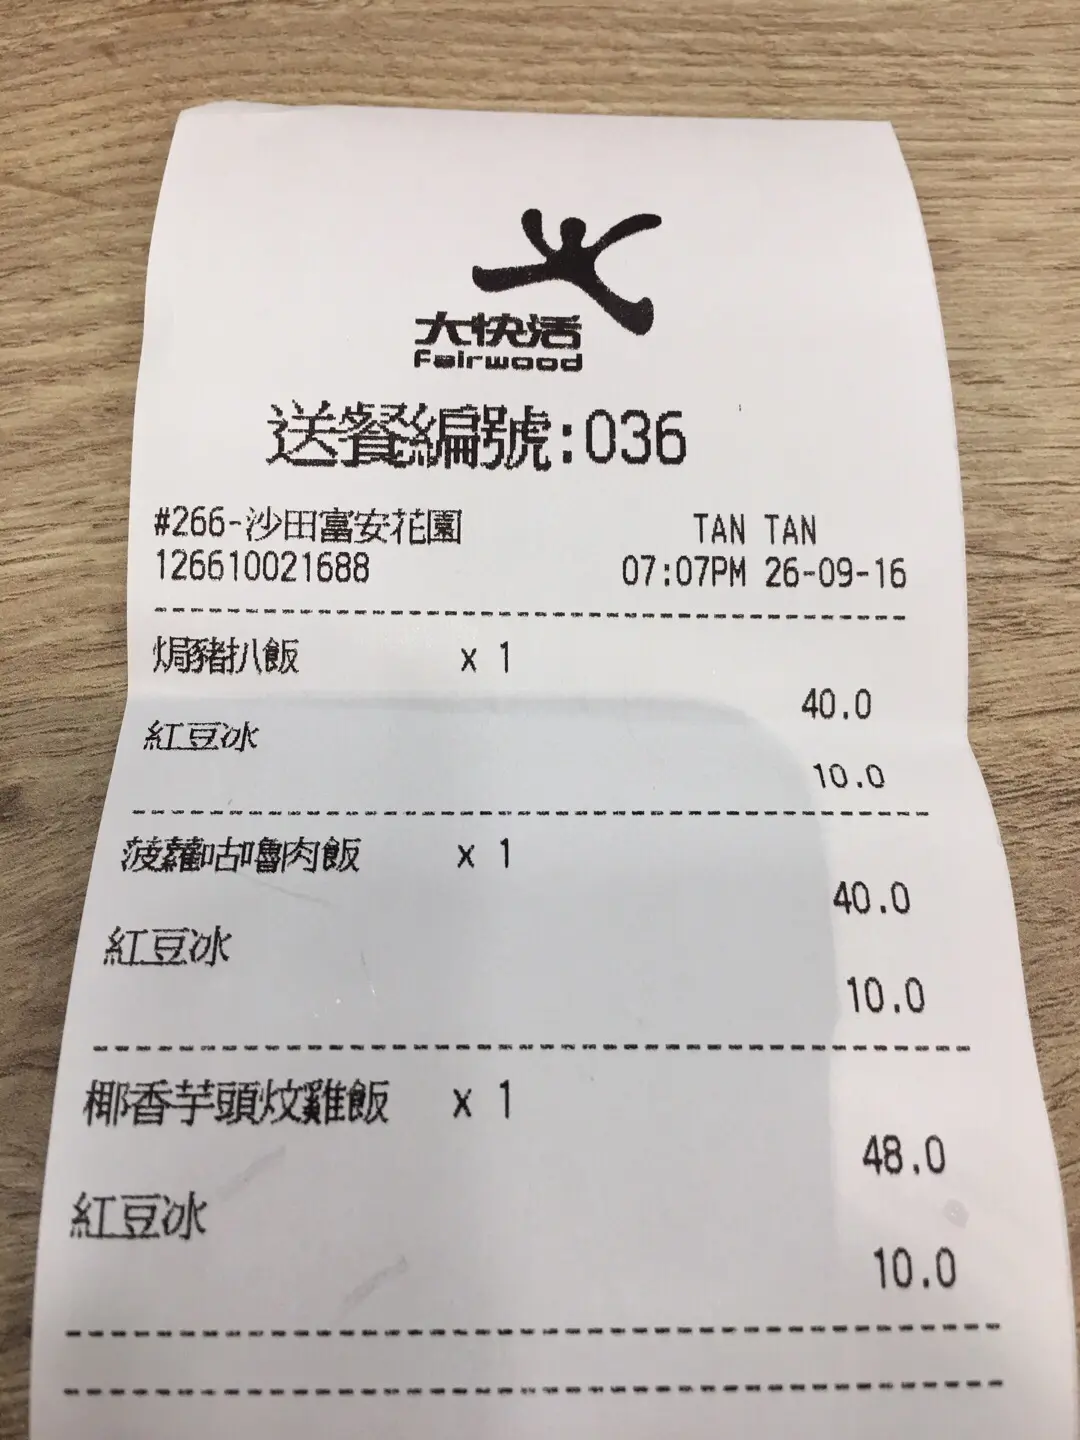 大快活
Fairwood
送餐編號:036
#266-沙田富安花園 TAN TAN
126610021688 07:07PM 26-09-16
焗豬扒飯 x 1
40.0
紅豆冰
10.0
菠蘿咕嚕肉飯 x 1
40.0
紅豆冰
10.0
椰香芋頭炆雞飯 x 1
48.0
紅豆冰
10.0